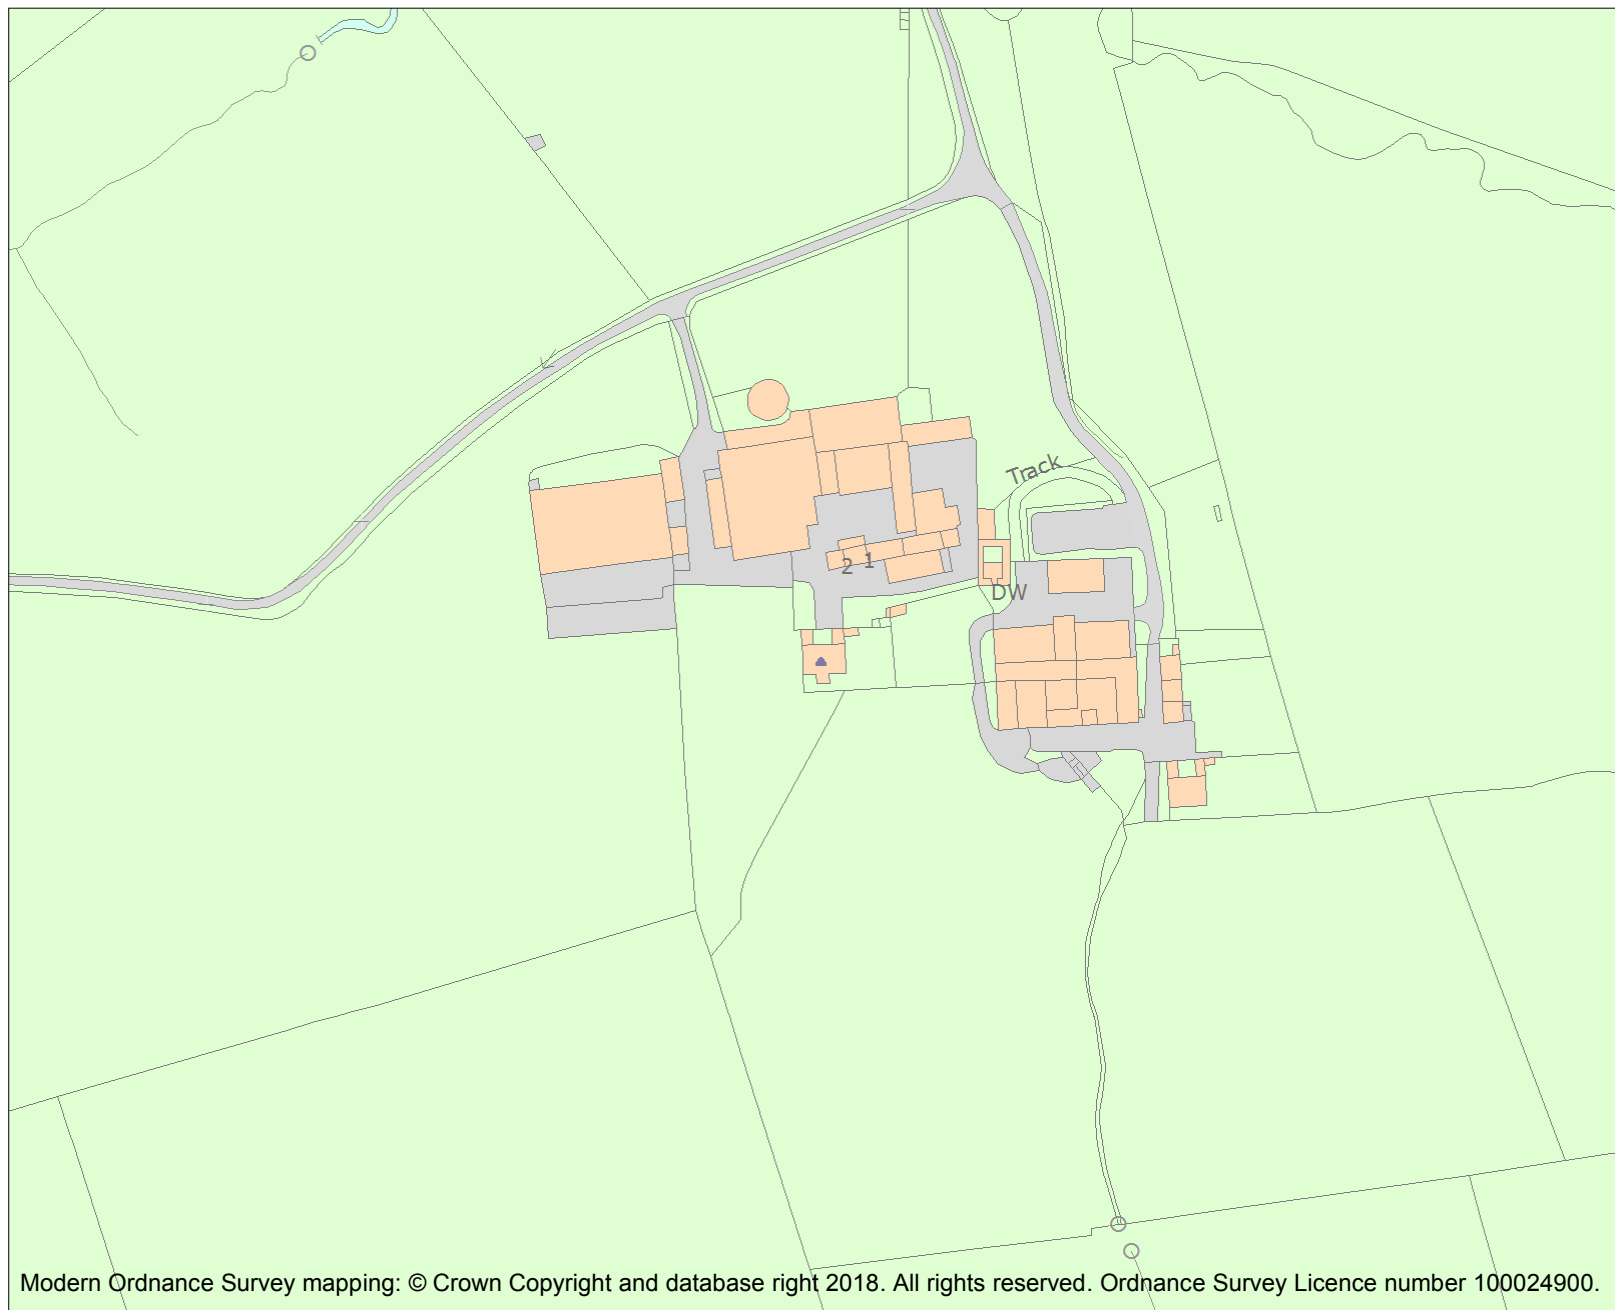 Track
2 1
DW
Modern Ordnance Survey mapping: © Crown Copyright and database right 2018. All rights reserved. Ordnance Survey Licence number 100024900.